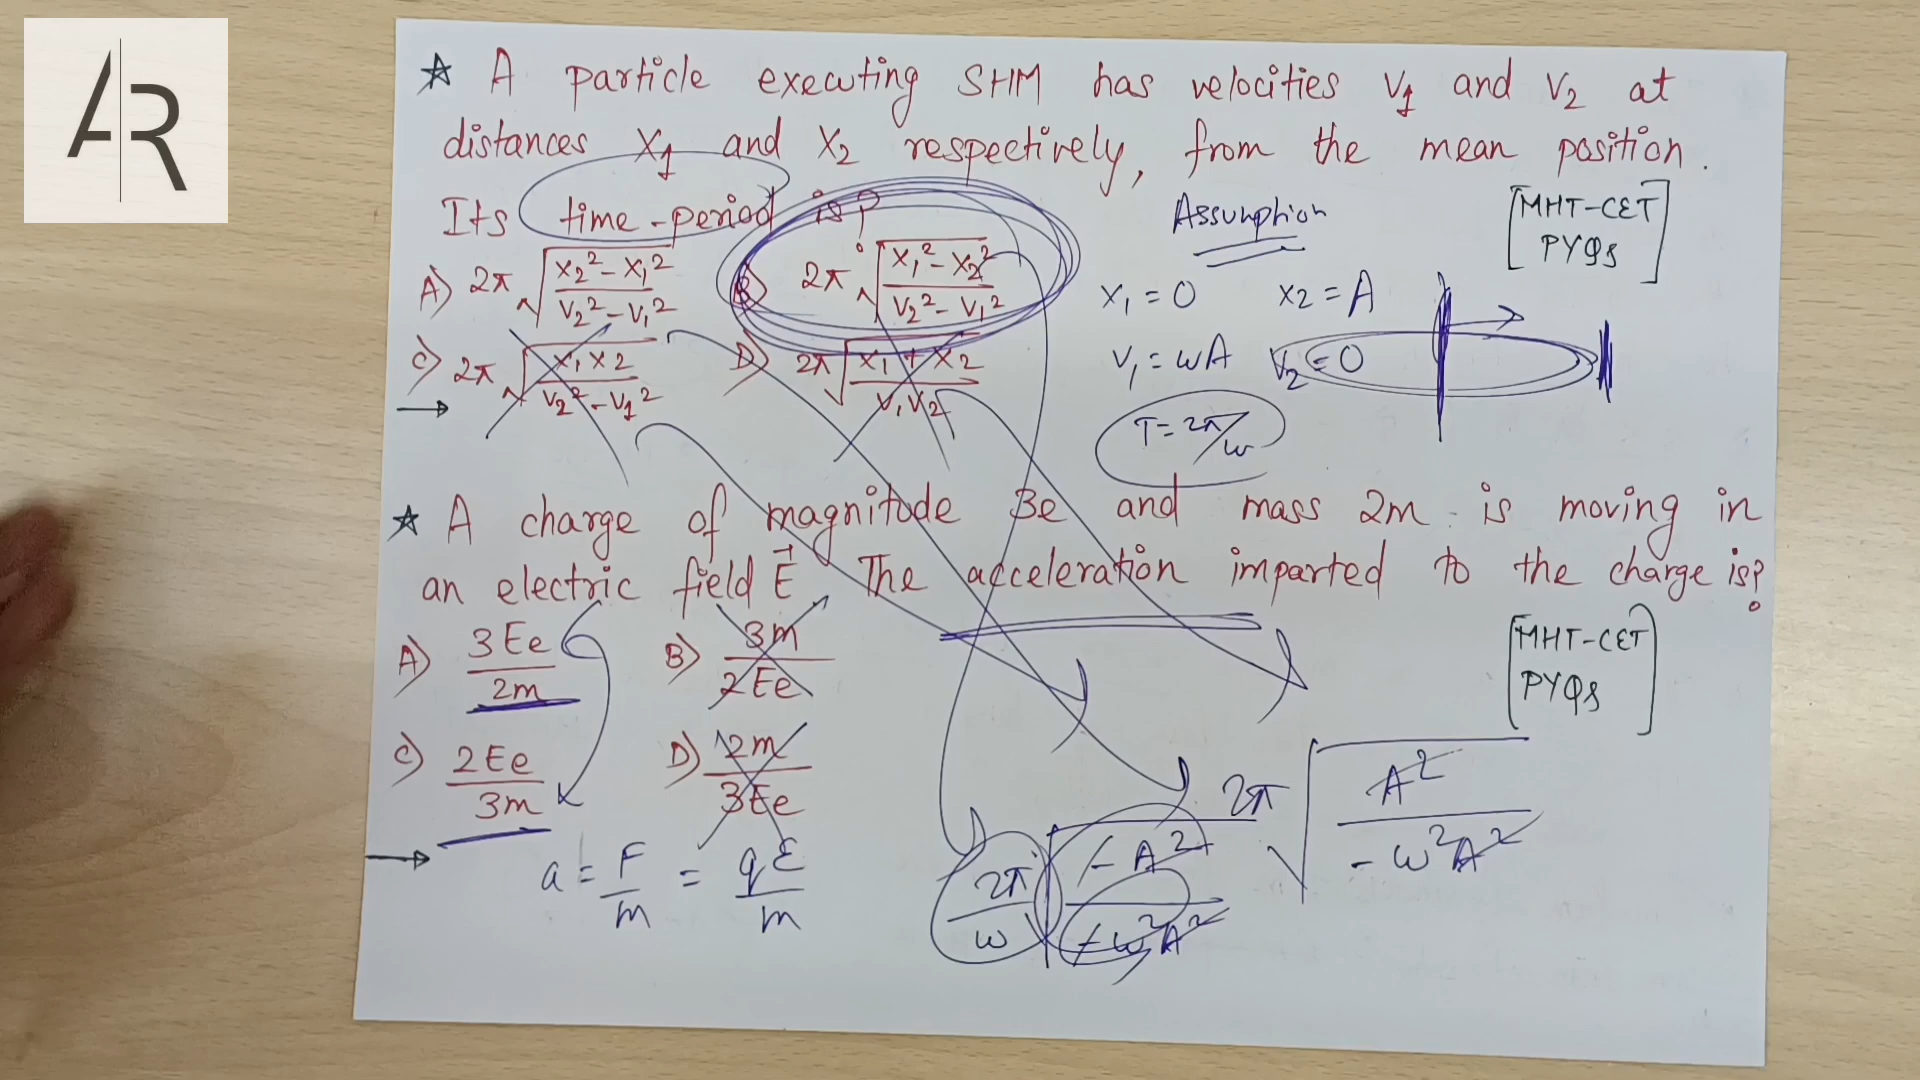 AR
☆ A particle executing SHM has velocities V₁ and V₂ at
distances X₁ and X₂ respectively, from the mean position.
Its time-period is?
Assumption
[MHT-CET
PYQs]
A) 2π √((X₂² - X₁²)/(V₂² - V₁²)) B) 2π √((X₁² - X₂²)/(V₂² - V₁²))
x₁ = 0 x₂ = A
C) 2π √((X₁ X₂)/(V₂² - V₁²)) D) 2π √((X₁ + X₂)/(V₁V₂))
V₁ = ωA V₂ = 0
T = 2π/ω
☆ A charge of magnitude 3e and mass 2m is moving in
an electric field E⃗ The acceleration imparted to the charge is?
[MHT-CET
PYQs]
A) 3Ee/2m B) 3m/2Ee
C) 2Ee/3m D) 2m/3Ee
a = F/m = qE/m
2π/ω √(-A²/-ω²A²)
2π √(A²/-ω²A²)